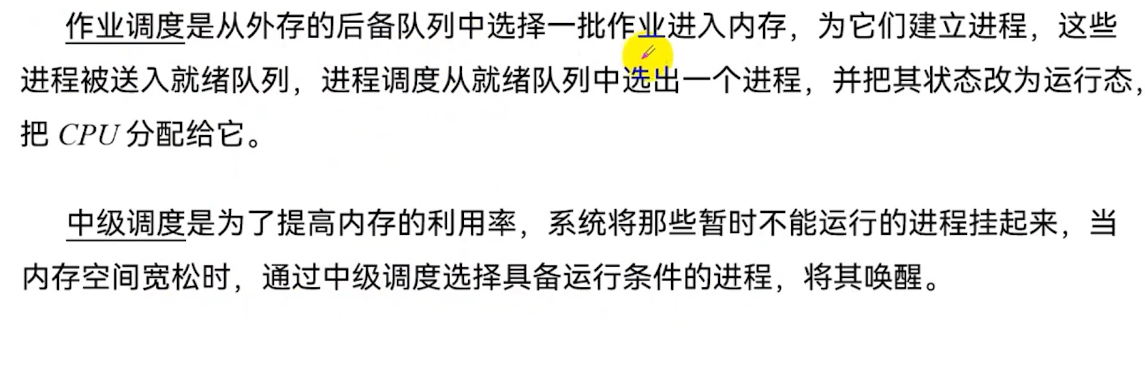 作业调度是从外存的后备队列中选择一批作业进入内存，为它们建立进程，这些
进程被送入就绪队列，进程调度从就绪队列中选出一个进程，并把其状态改为运行态，
把 CPU 分配给它。
中级调度是为了提高内存的利用率，系统将那些暂时不能运行的进程挂起来，当
内存空间宽松时，通过中级调度选择具备运行条件的进程，将其唤醒。